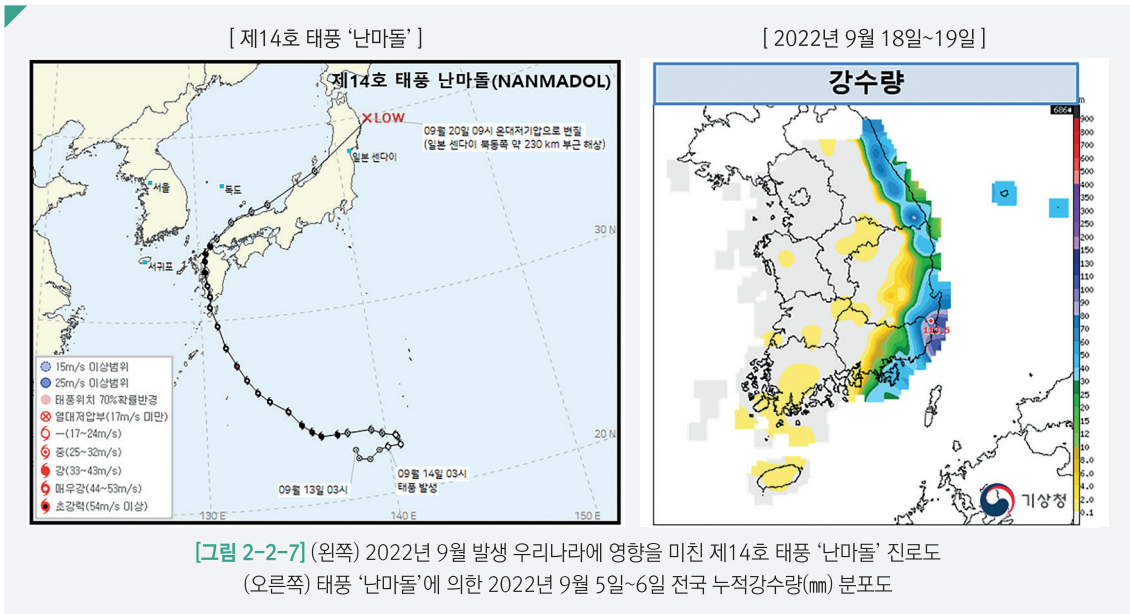 [ 제14호 태풍 ‘난마돌’ ]
[ 2022년 9월 18일~19일 ]
제14호 태풍 난마돌(NANMADOL)
LOW
09월 20일 09시 온대저기압으로 변질
(일본 센다이 북동쪽 약 230 km 부근 해상)
일본 센다이
서울
독도
서귀포
30 N
20 N
15m/s 이상범위
25m/s 이상범위
태풍위치 70%확률반경
열대저압부(17m/s 미만)
ㅡ(17~24m/s)
중(25~32m/s)
강(33~43m/s)
매우강(44~53m/s)
초강력(54m/s 이상)
09월 13일 03시
09월 14일 03시
태풍 발생
130 E
140 E
150 E
강수량
686
900
800
700
600
500
400
350
300
250
200
150
130
110
100
90
80
70
60
50
40
30
25
20
15
12
10
8.0
6.0
4.0
2.0
0.1
기상청
[그림 2-2-7] (왼쪽) 2022년 9월 발생 우리나라에 영향을 미친 제14호 태풍 ‘난마돌’ 진로도
(오른쪽) 태풍 ‘난마돌’에 의한 2022년 9월 5일~6일 전국 누적강수량(㎜) 분포도